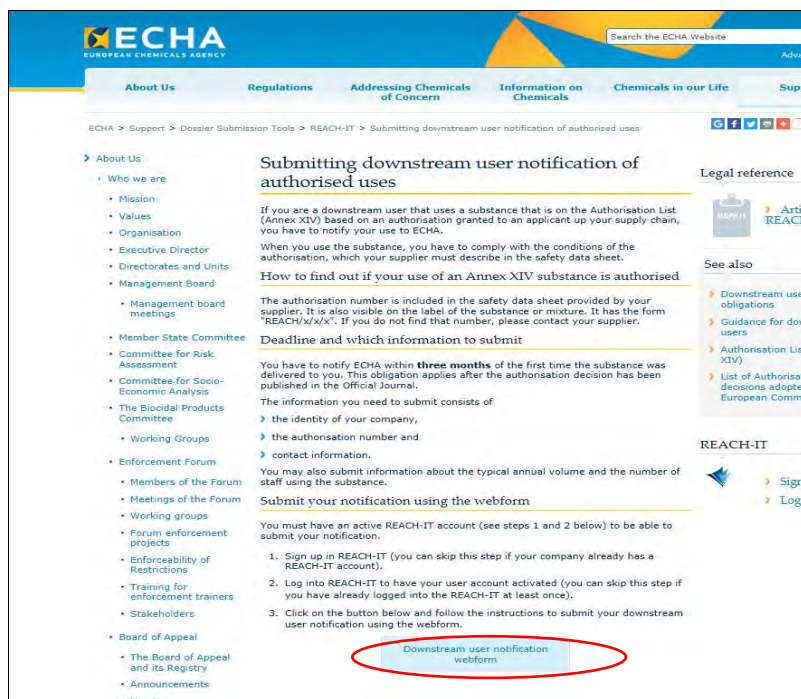 ECHA
EUROPEAN CHEMICALS AGENCY
Search the ECHA Website
About Us
Regulations
Addressing Chemicals
of Concern
Information on
Chemicals
Chemicals in our Life
ECHA > Support > Dossier Submission Tools > REACH-IT > Submitting downstream user notification of authorised uses
About Us
Who we are
Mission
Values
Organisation
Executive Director
Directorates and Units
Management Board
Management board
meetings
Member State Committee
Committee for Risk
Assessment
Committee for Socio-
Economic Analysis
The Biocidal Products
Committee
Working Groups
Enforcement Forum
Members of the Forum
Meetings of the Forum
Working groups
Forum enforcement
projects
Enforceability of
Restrictions
Training for
enforcement trainers
Stakeholders
Board of Appeal
The Board of Appeal
and its Registry
Announcements
Submitting downstream user notification of
authorised uses
If you are a downstream user that uses a substance that is on the Authorisation List
(Annex XIV) based on an authorisation granted to an applicant up your supply chain,
you have to notify your use to ECHA.
When you use the substance, you have to comply with the conditions of the
authorisation, which your supplier must describe in the safety data sheet.
How to find out if your use of an Annex XIV substance is authorised
The authorisation number is included in the safety data sheet provided by your
supplier. It is also visible on the label of the substance or mixture. It has the form
"REACH/x/x/x". If you do not find that number, please contact your supplier.
Deadline and which information to submit
You have to notify ECHA within three months of the first time the substance was
delivered to you. This obligation applies after the authorisation decision has been
published in the Official Journal.
The information you need to submit consists of
the identity of your company,
the authorisation number and
contact information.
You may also submit information about the typical annual volume and the number of
staff using the substance.
Submit your notification using the webform
You must have an active REACH-IT account (see steps 1 and 2 below) to be able to
submit your notification.
1. Sign up in REACH-IT (you can skip this step if your company already has a
REACH-IT account).
2. Log into REACH-IT to have your user account activated (you can skip this step if
you have already logged into the REACH-IT at least once).
3. Click on the button below and follow the instructions to submit your downstream
user notification using the webform.
Downstream user notification
webform
Legal reference
REACH
Arti
REACH
See also
Downstream use
obligations
Guidance for do
users
Authorisation Lis
XIV)
List of Authorisa
decisions adopte
European Comm
REACH-IT
Sign
Log